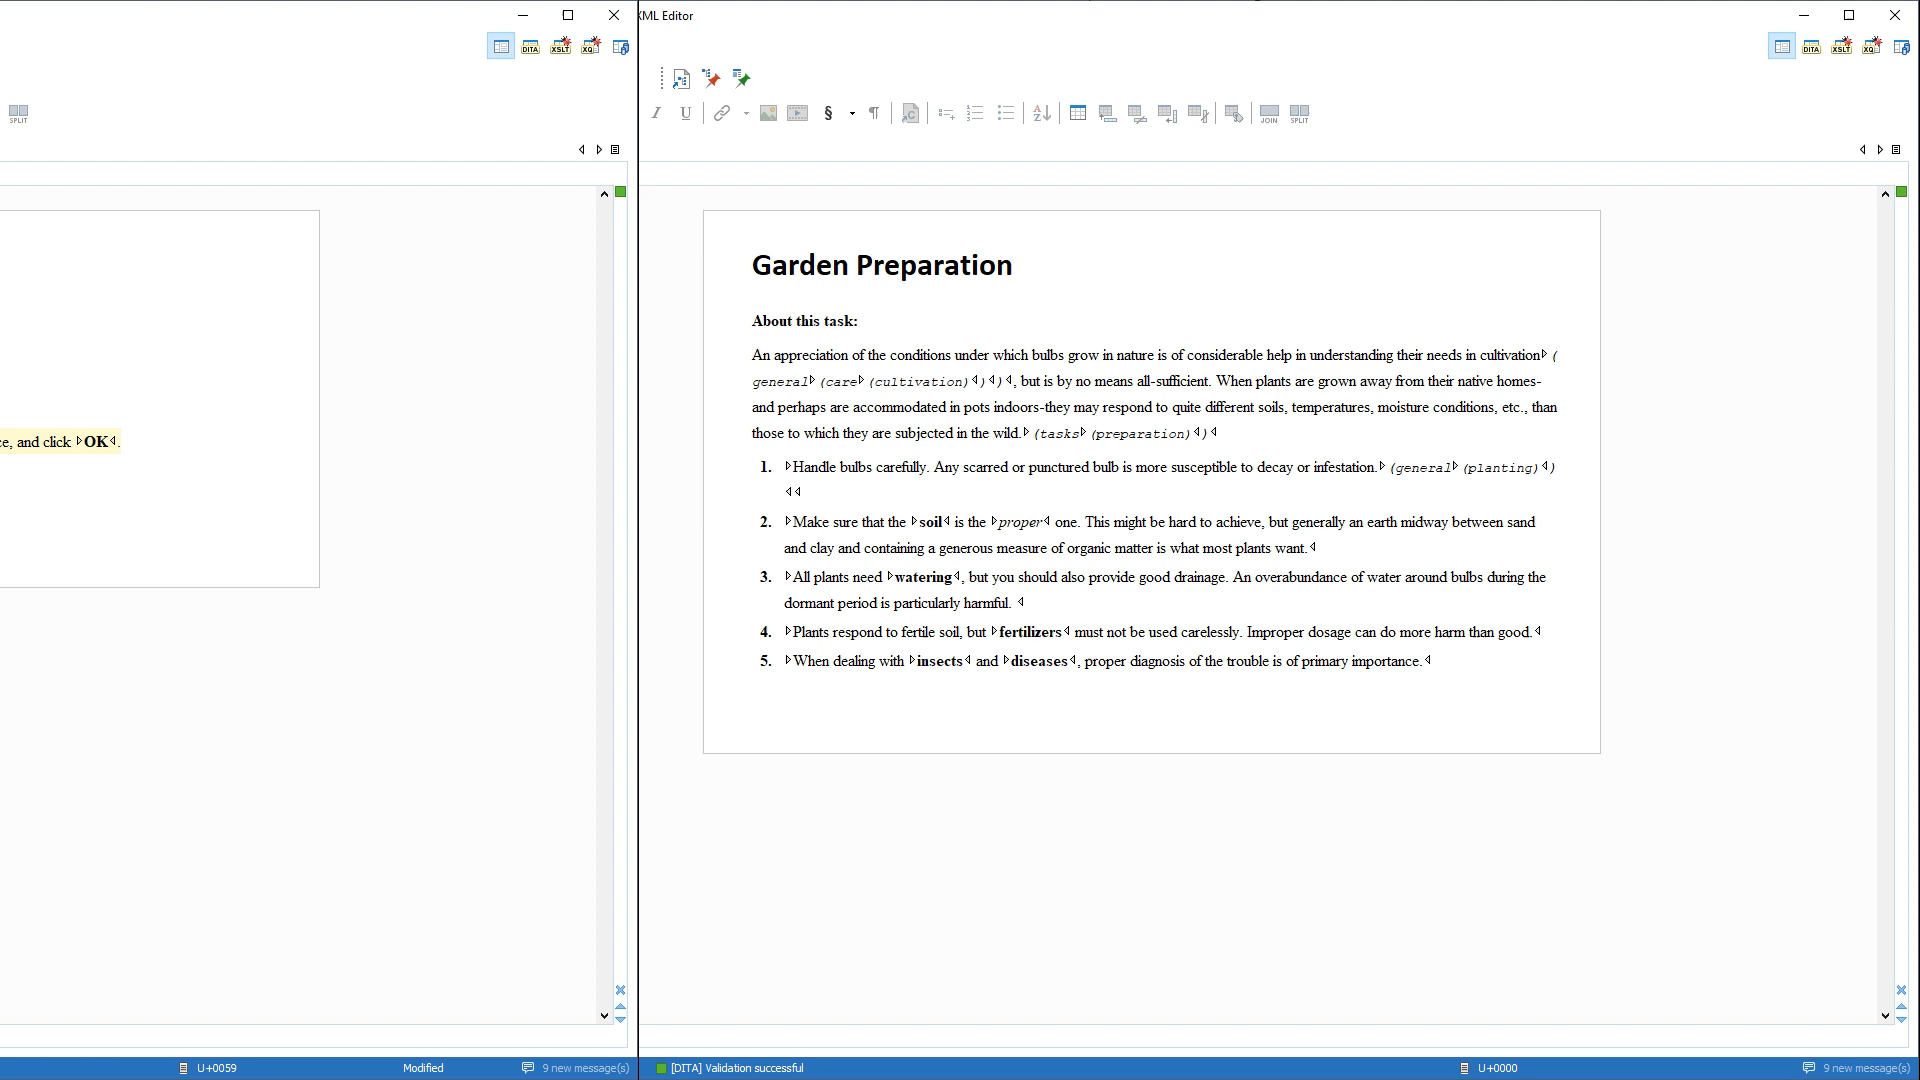 XML Editor
DITA XSLT XQ
DITA XSLT XQ
SPLIT
I U § ¶ JOIN SPLIT
ce, and click OK.
Garden Preparation
About this task:
An appreciation of the conditions under which bulbs grow in nature is of considerable help in understanding their needs in cultivation (
general (care (cultivation) ) ) , but is by no means all-sufficient. When plants are grown away from their native homes-
and perhaps are accommodated in pots indoors-they may respond to quite different soils, temperatures, moisture conditions, etc., than
those to which they are subjected in the wild. (tasks (preparation) )
1. Handle bulbs carefully. Any scarred or punctured bulb is more susceptible to decay or infestation. (general (planting) )
2. Make sure that the soil is the proper one. This might be hard to achieve, but generally an earth midway between sand
and clay and containing a generous measure of organic matter is what most plants want.
3. All plants need watering, but you should also provide good drainage. An overabundance of water around bulbs during the
dormant period is particularly harmful.
4. Plants respond to fertile soil, but fertilizers must not be used carelessly. Improper dosage can do more harm than good.
5. When dealing with insects and diseases, proper diagnosis of the trouble is of primary importance.
U+0059 Modified 9 new message(s)
[DITA] Validation successful U+0000 9 new message(s)